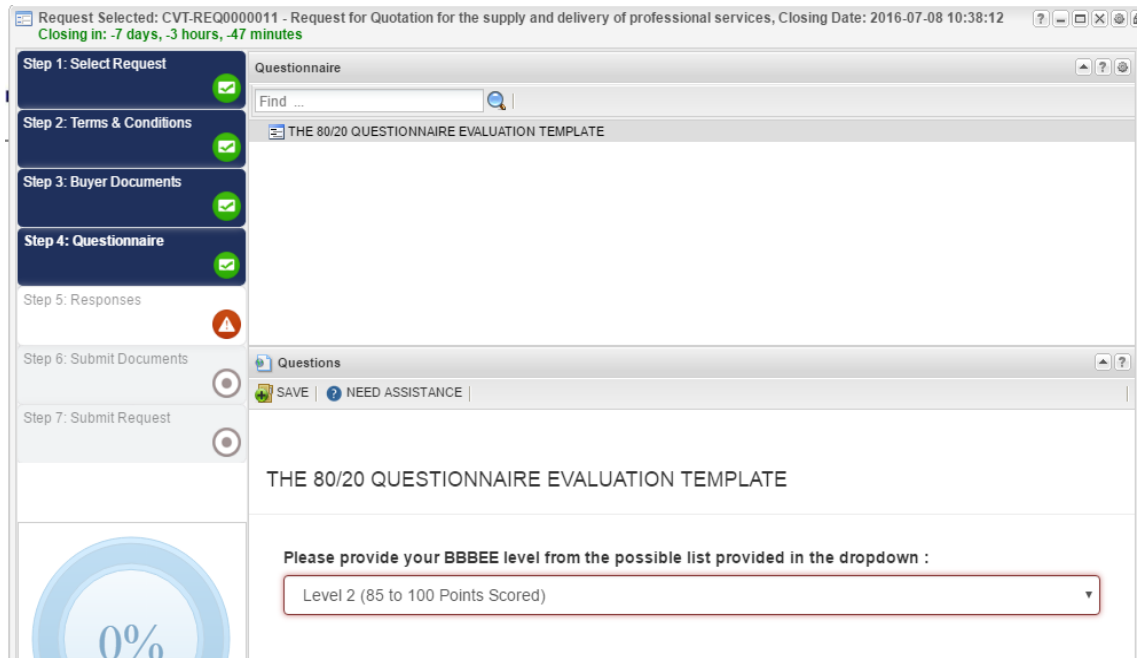 Request Selected: CVT-REQ0000011 - Request for Quotation for the supply and delivery of professional services, Closing Date: 2016-07-08 10:38:12
Closing in: -7 days, -3 hours, -47 minutes
Step 1: Select Request
Step 2: Terms & Conditions
Step 3: Buyer Documents
Step 4: Questionnaire
Step 5: Responses
Step 6: Submit Documents
Step 7: Submit Request
0%
Questionnaire
Find ...
THE 80/20 QUESTIONNAIRE EVALUATION TEMPLATE
Questions
SAVE | NEED ASSISTANCE |
THE 80/20 QUESTIONNAIRE EVALUATION TEMPLATE
Please provide your BBBEE level from the possible list provided in the dropdown :
Level 2 (85 to 100 Points Scored)